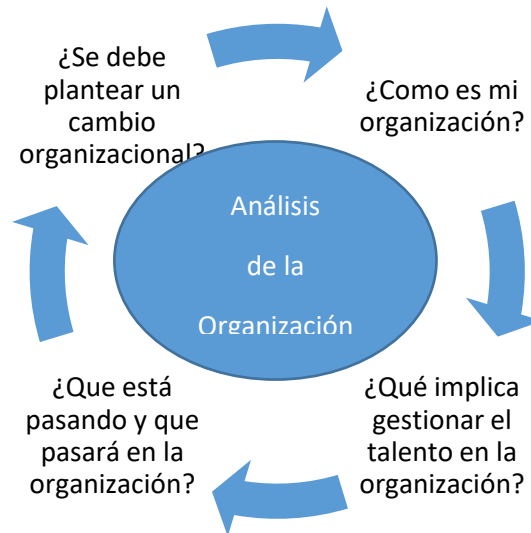 ¿Se debe
plantear un
cambio
organizacional?
¿Como es mi
organización?
Análisis
de la
Organización
¿Que está
pasando y que
pasará en la
organización?
¿Qué implica
gestionar el
talento en la
organización?